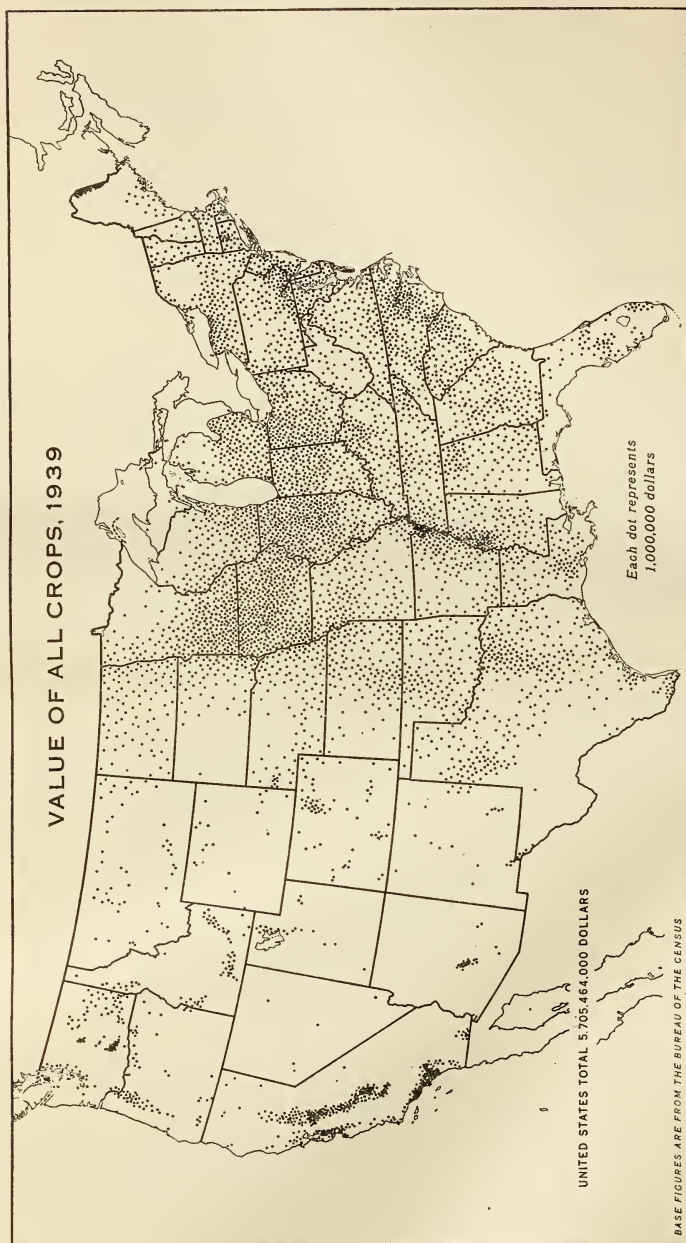 VALUE OF ALL CROPS, 1939
Each dot represents
1,000,000 dollars
UNITED STATES TOTAL 5,705,464,000 DOLLARS
BASE FIGURES ARE FROM THE BUREAU OF THE CENSUS